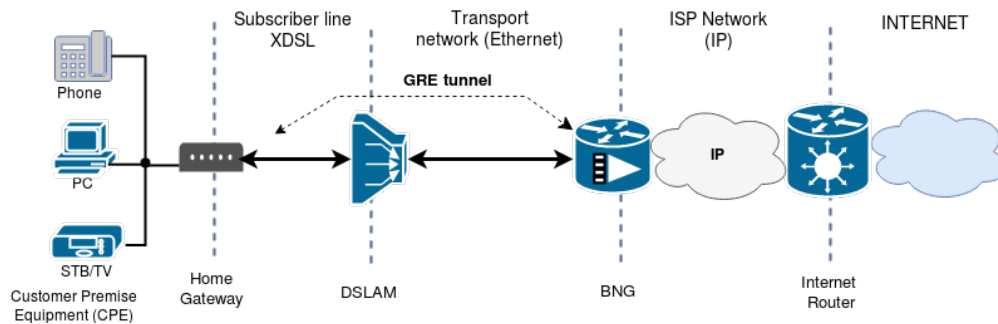 Subscriber line
XDSL
Transport
network (Ethernet)
ISP Network
(IP)
INTERNET
GRE tunnel
Phone
PC
IP
STB/TV
Customer Premise
Equipment (CPE)
Home
Gateway
DSLAM
BNG
Internet
Router